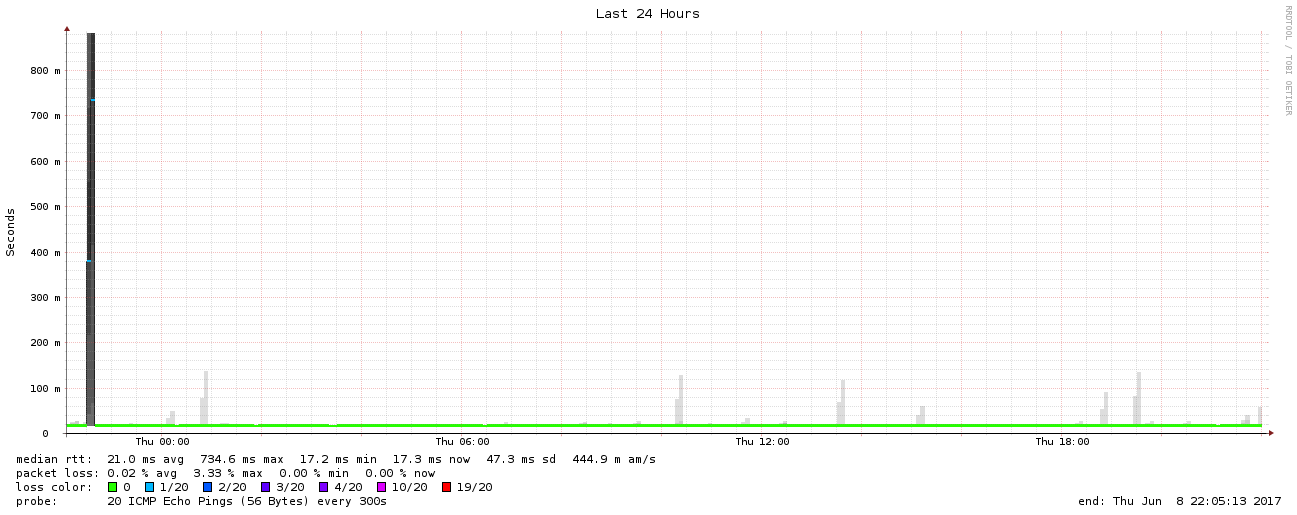 Last 24 Hours
RRDTOOL / TOBI OETIKER
Seconds
800 m
700 m
600 m
500 m
400 m
300 m
200 m
100 m
0
Thu 00:00 Thu 06:00 Thu 12:00 Thu 18:00
median rtt: 21.0 ms avg 734.6 ms max 17.2 ms min 17.3 ms now 47.3 ms sd 444.9 m am/s
packet loss: 0.02 % avg 3.33 % max 0.00 % min 0.00 % now
loss color: 0 1/20 2/20 3/20 4/20 10/20 19/20
probe: 20 ICMP Echo Pings (56 Bytes) every 300s end: Thu Jun 8 22:05:13 2017